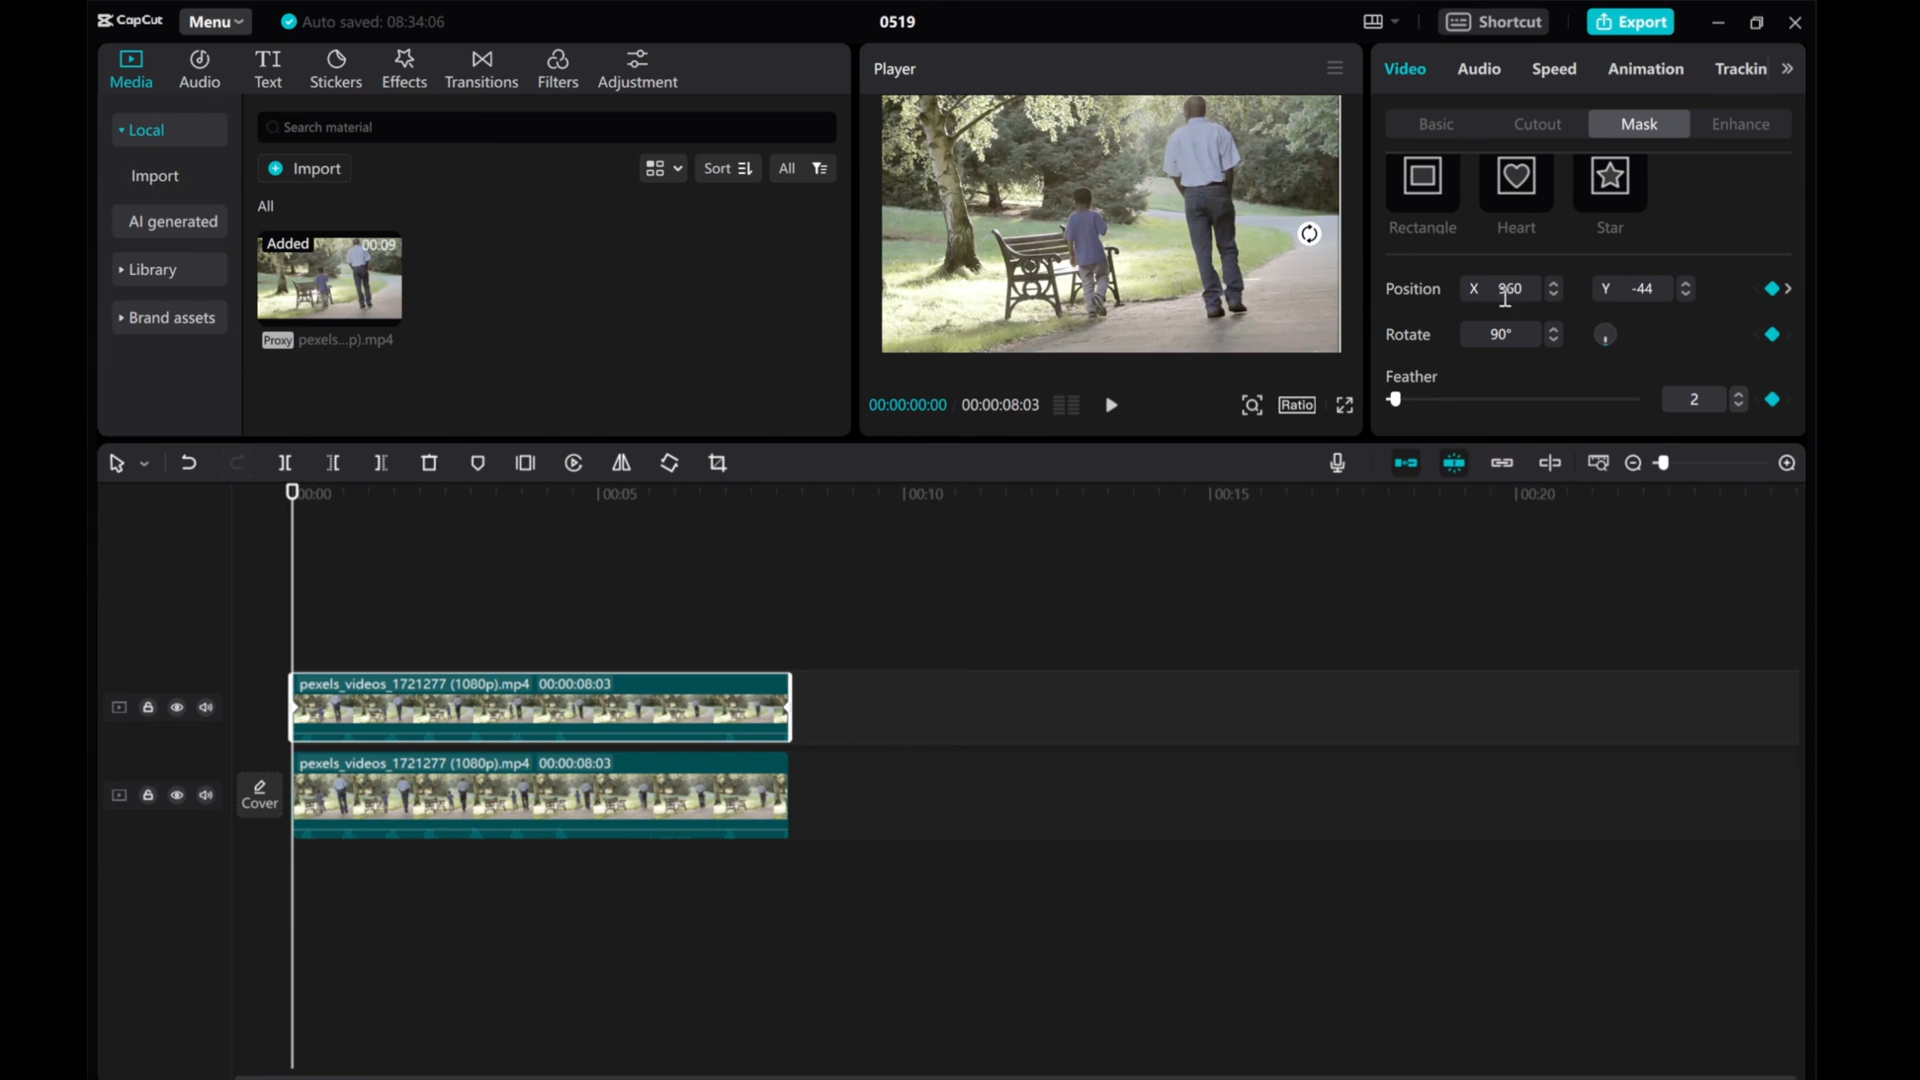 CapCut
Menu
Auto saved: 08:34:06
0519
Shortcut
Export
Media
Audio
TI
Text
Stickers
Effects
Transitions
Filters
Adjustment
Player
Video
Audio
Speed
Animation
Trackin
Local
Import
AI generated
Library
Brand assets
Search material
Import
Sort
All
All
Added
00:09
Proxy
pexels...p).mp4
Basic
Cutout
Mask
Enhance
Rectangle
Heart
Star
Position
X 960
Y -44
Rotate
90°
Feather
2
00:00:00:00
00:00:08:03
Ratio
00:00
00:05
00:10
00:15
00:20
pexels_videos_1721277 (1080p).mp4 00:00:08:03
pexels_videos_1721277 (1080p).mp4 00:00:08:03
Cover